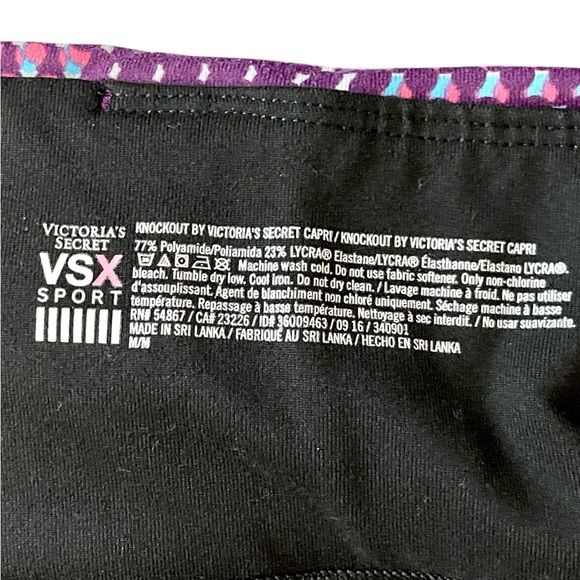 VICTORIA'S
SECRET
VSX
SPORT
KNOCKOUT BY VICTORIA'S SECRET CAPRI / KNOCKOUT BY VICTORIA'S SECRET CAPRI
77% Polyamide/Poliamida 23% LYCRA® Elastane/LYCRA® Élasthanne/Elastano LYCRA®.
Machine wash cold. Do not use fabric softener. Only non-chlorine
bleach. Tumble dry low. Cool iron. Do not dry clean. / Lavage machine à froid. Ne pas utiliser
d'assouplissant. Agent de blanchiment non chloré uniquement. Séchage machine à basse
température. Repassage à basse température. Nettoyage à sec interdit. / No usar suavizante.
RN# 54867 / CA# 23226 / ID# 36009463 / 09 16 / 340901
MADE IN SRI LANKA / FABRIQUÉ AU SRI LANKA / HECHO EN SRI LANKA
M/M